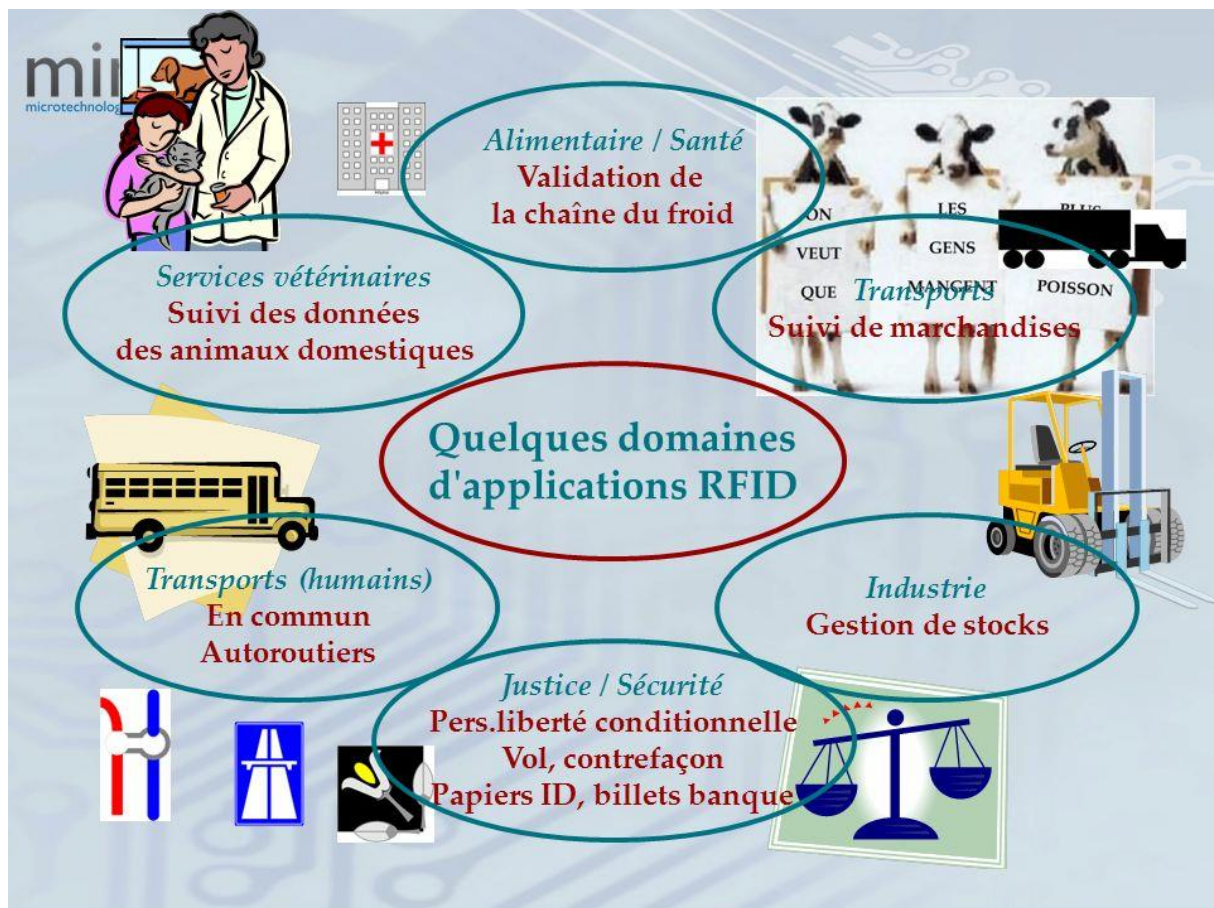 mi
microtechnolog
Alimentaire / Santé
Validation de
la chaîne du froid
ON
VEUT
QUE
LES
GENS
MANGENT
PLUS
POISSON
Services vétérinaires
Suivi des données
des animaux domestiques
Transports
Suivi de marchandises
Quelques domaines
d'applications RFID
Transports (humains)
En commun
Autoroutiers
Industrie
Gestion de stocks
Justice / Sécurité
Pers.liberté conditionnelle
Vol, contrefaçon
Papiers ID, billets banque